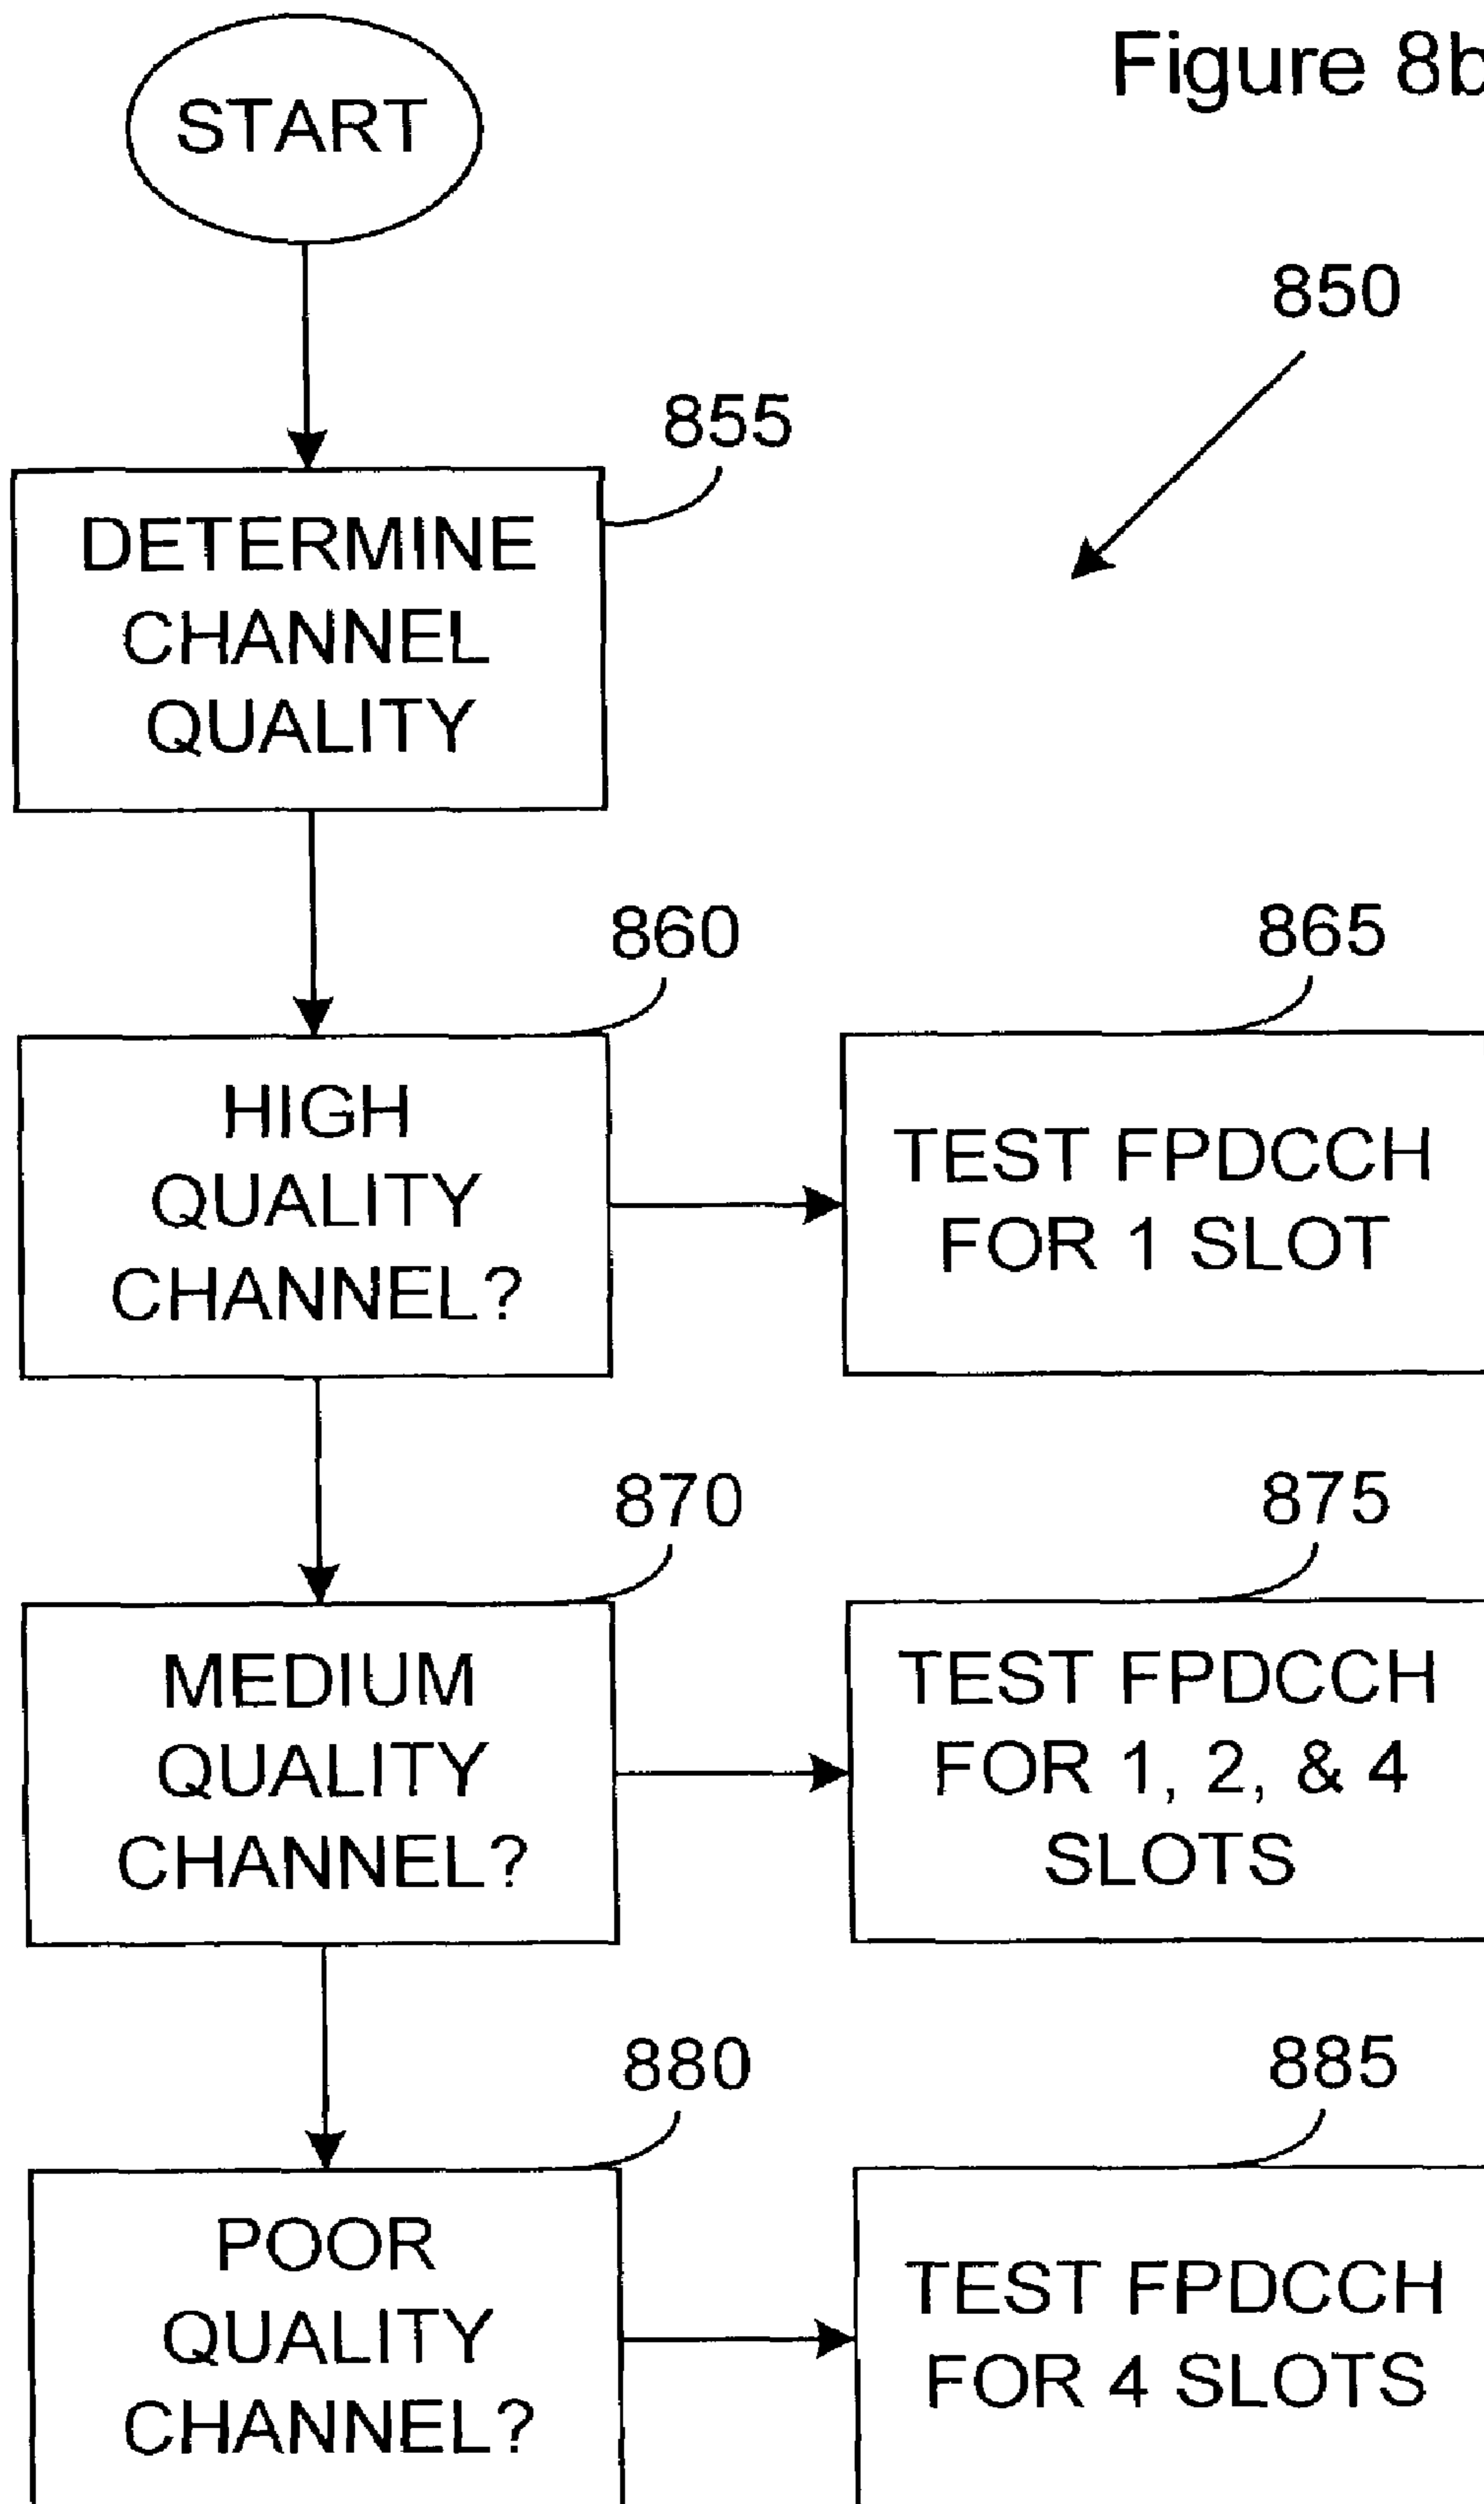 Figure 8b
START
850
855
DETERMINE
CHANNEL
QUALITY
860
HIGH
QUALITY
CHANNEL?
865
TEST FPDCCH
FOR 1 SLOT
870
MEDIUM
QUALITY
CHANNEL?
875
TEST FPDCCH
FOR 1, 2, & 4
SLOTS
880
POOR
QUALITY
CHANNEL?
885
TEST FPDCCH
FOR 4 SLOTS